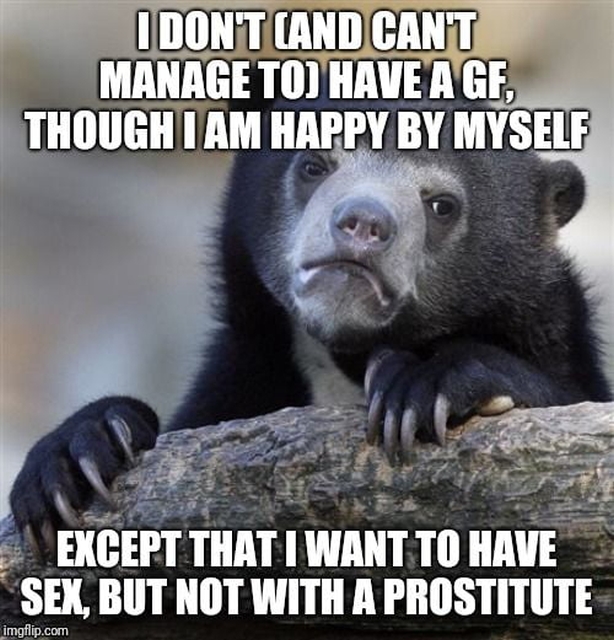 I DON'T (AND CAN'T
MANAGE TO) HAVE A GF,
THOUGH I AM HAPPY BY MYSELF
EXCEPT THAT I WANT TO HAVE
SEX, BUT NOT WITH A PROSTITUTE
imgflip.com